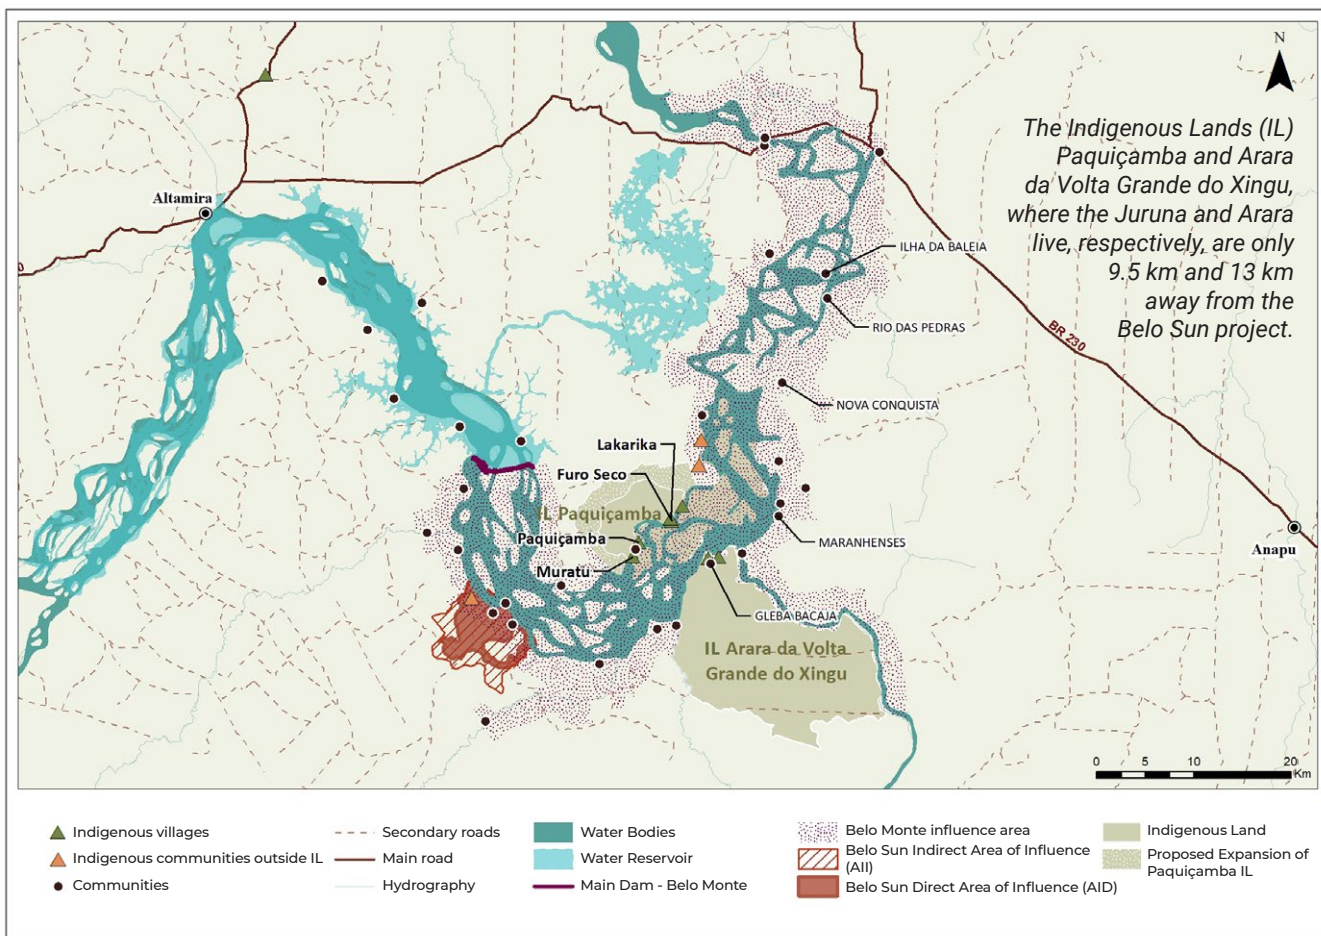 N
The Indigenous Lands (IL)
Paquiçamba and Arara
da Volta Grande do Xingu,
where the Juruna and Arara
live, respectively, are only
9.5 km and 13 km
away from the
Belo Sun project.
Altamira
ILHA DA BALEIA
RIO DAS PEDRAS
BR 230
NOVA CONQUISTA
Lakarika
Furo Seco
IL Paquiçamba
Paquiçamba
MARANHENSES
Anapu
Muratu
GLEBA BACAJA
IL Arara da Volta
Grande do Xingu
0 5 10 20
Km
Indigenous villages
Indigenous communities outside IL
Communities
Secondary roads
Main road
Hydrography
Water Bodies
Water Reservoir
Main Dam - Belo Monte
Belo Monte influence area
Belo Sun Indirect Area of Influence
(AII)
Belo Sun Direct Area of Influence (AID)
Indigenous Land
Proposed Expansion of
Paquiçamba IL